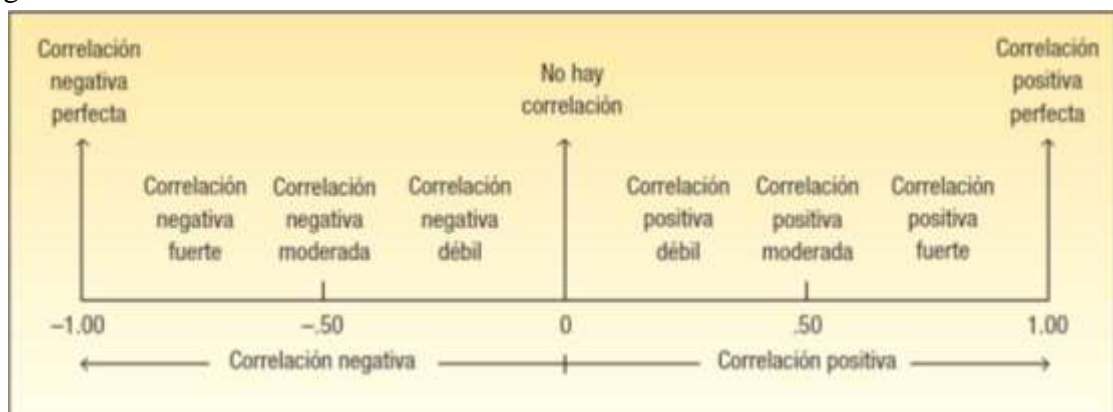 Correlación
negativa
perfecta
No hay
correlación
Correlación
positiva
perfecta
Correlación
negativa
fuerte
Correlación
negativa
moderada
Correlación
negativa
débil
Correlación
positiva
débil
Correlación
positiva
moderada
Correlación
positiva
fuerte
–1.00 –.50 0 .50 1.00
Correlación negativa Correlación positiva